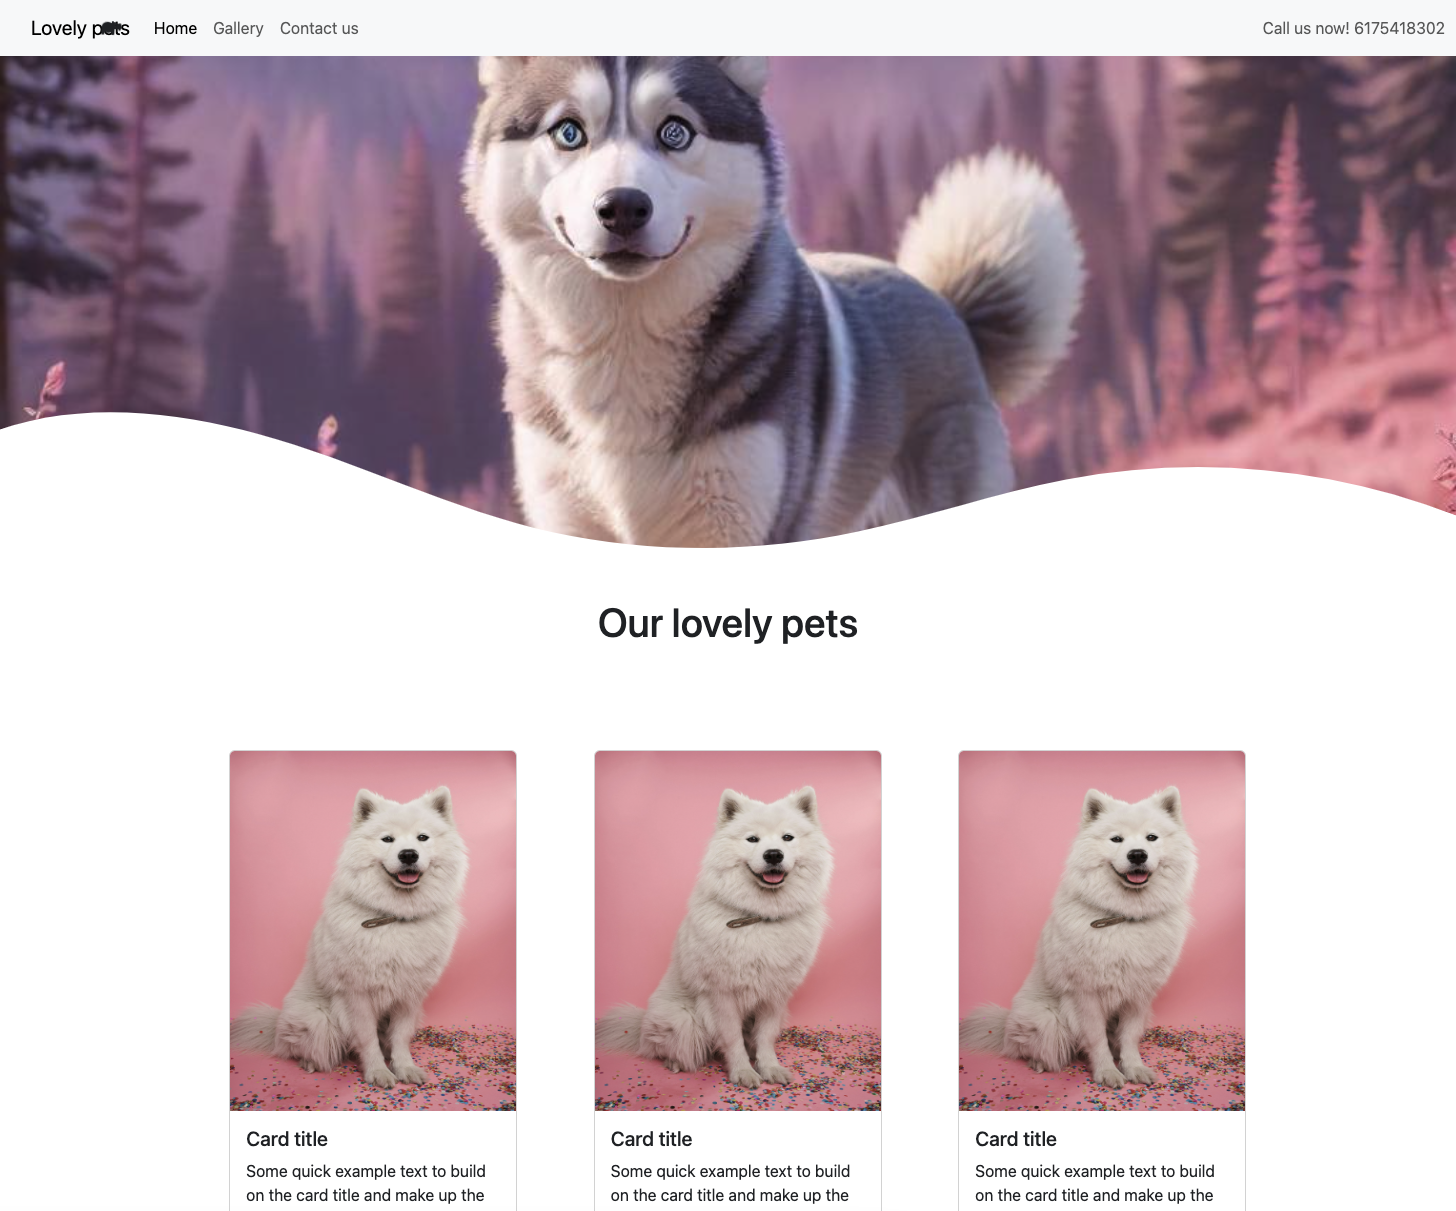 Lovely pets Home Gallery Contact us Call us now! 6175418302
Our lovely pets
Card title Card title Card title
Some quick example text to build Some quick example text to build Some quick example text to build
on the card title and make up the on the card title and make up the on the card title and make up the